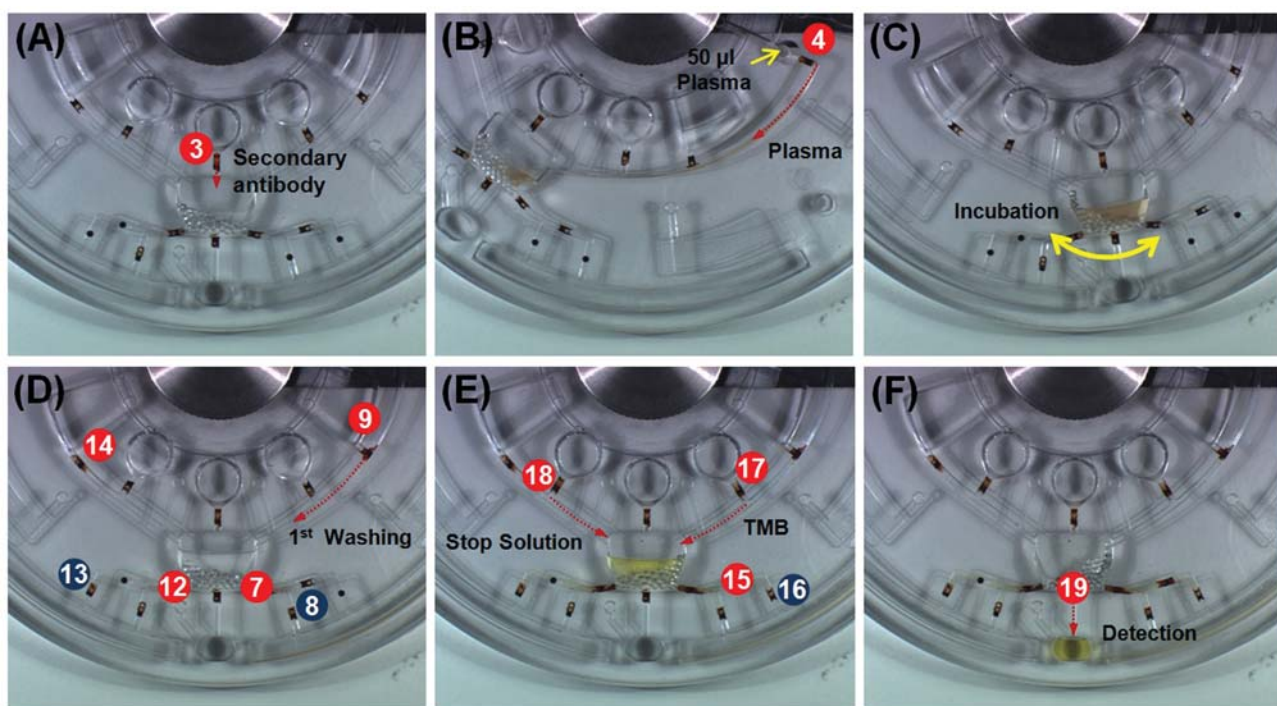 (A)
3
Secondary
antibody
(B)
4
50 µl
Plasma
Plasma
(C)
Incubation
(D)
14
9
1st Washing
13
12
7
8
(E)
18
17
Stop Solution
TMB
15
16
(F)
19
Detection